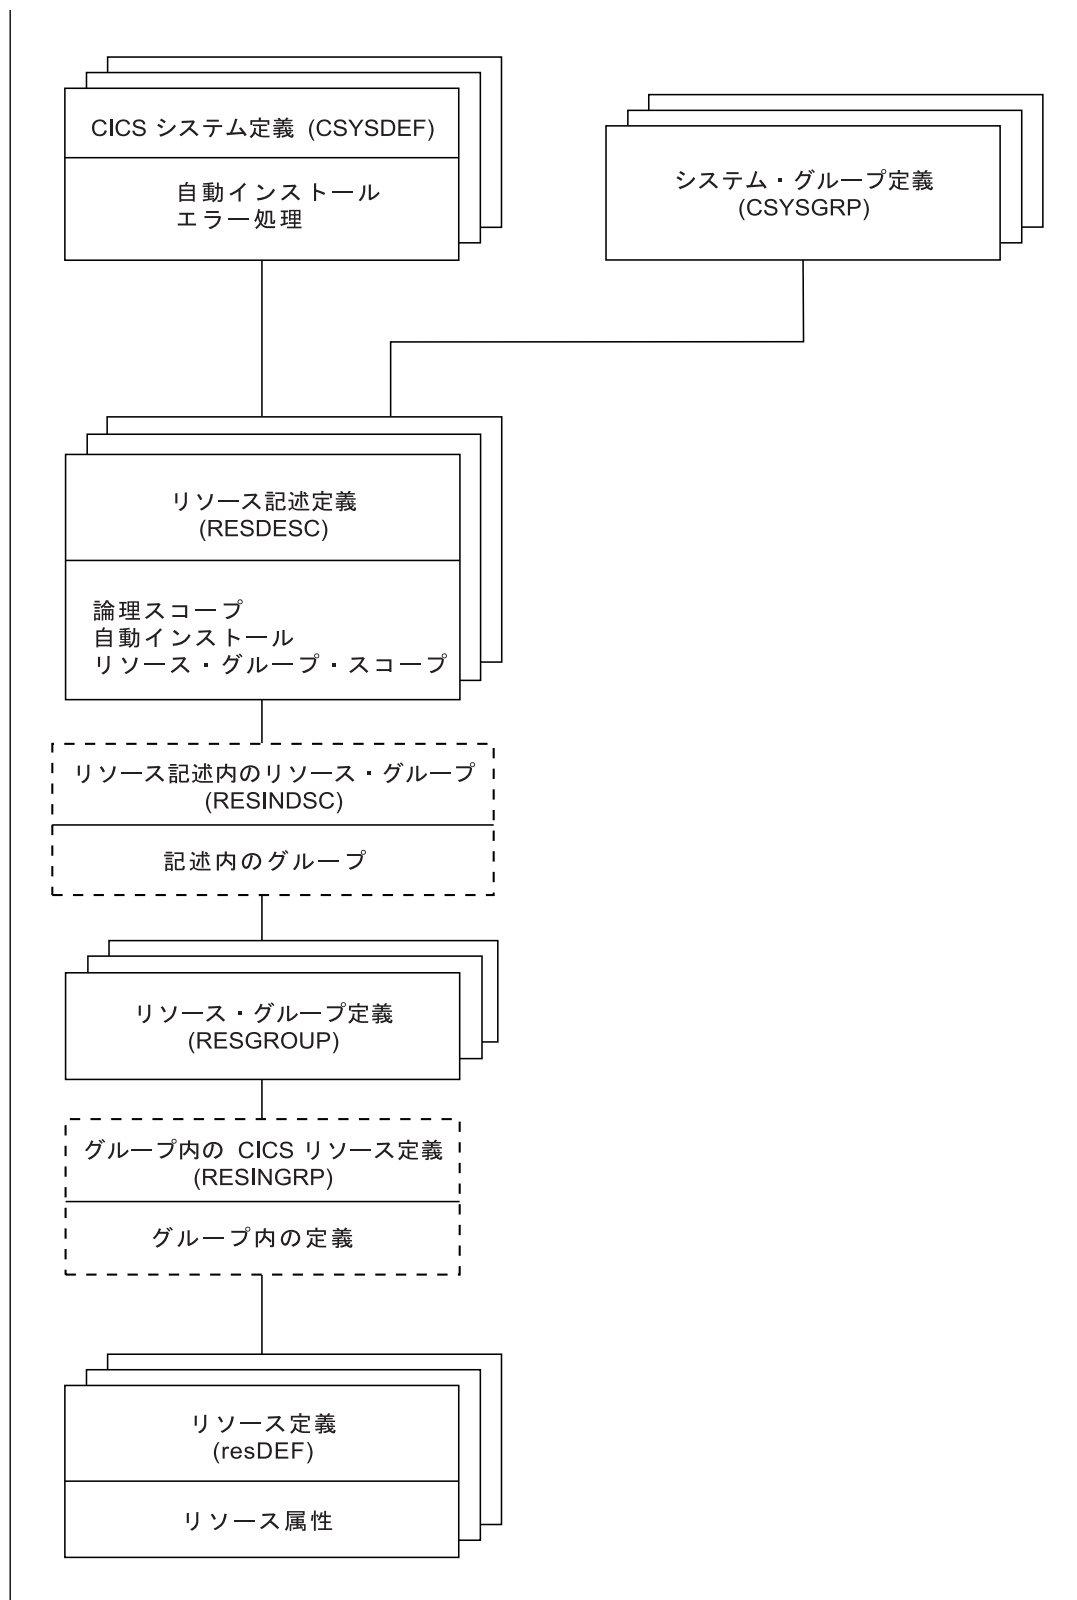 CICS システム定義 (CSYSDEF)
自動インストール
エラー処理
システム・グループ定義
(CSYSGRP)
リソース記述定義
(RESDESC)
論理スコープ
自動インストール
リソース・グループ・スコープ
リソース記述内のリソース・グループ
(RESINDSC)
記述内のグループ
リソース・グループ定義
(RESGROUP)
グループ内の CICS リソース定義
(RESINGRP)
グループ内の定義
リソース定義
(resDEF)
リソース属性